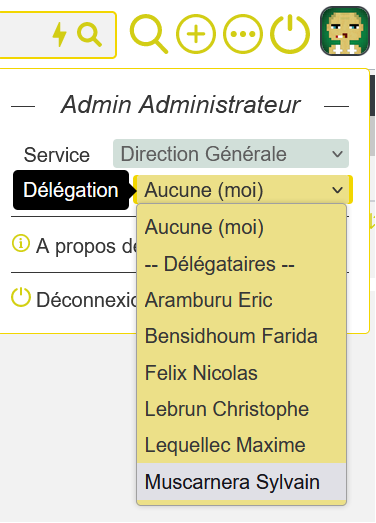 Admin Administrateur
Service Direction Générale
Délégation Aucune (moi)
Aucune (moi)
-- Délégataires --
A propos de
Aramburu Eric
Déconnexio
Bensidhoum Farida
Felix Nicolas
Lebrun Christophe
Lequellec Maxime
Muscarnera Sylvain